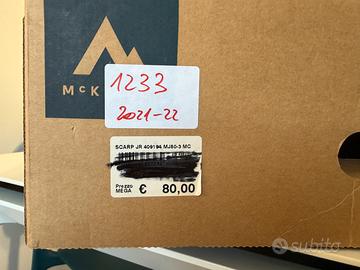 McK
1233
2021-22
SCARP JR 409194 MJ80-3 MC
Prezzo
MEGA € 80,00
subito